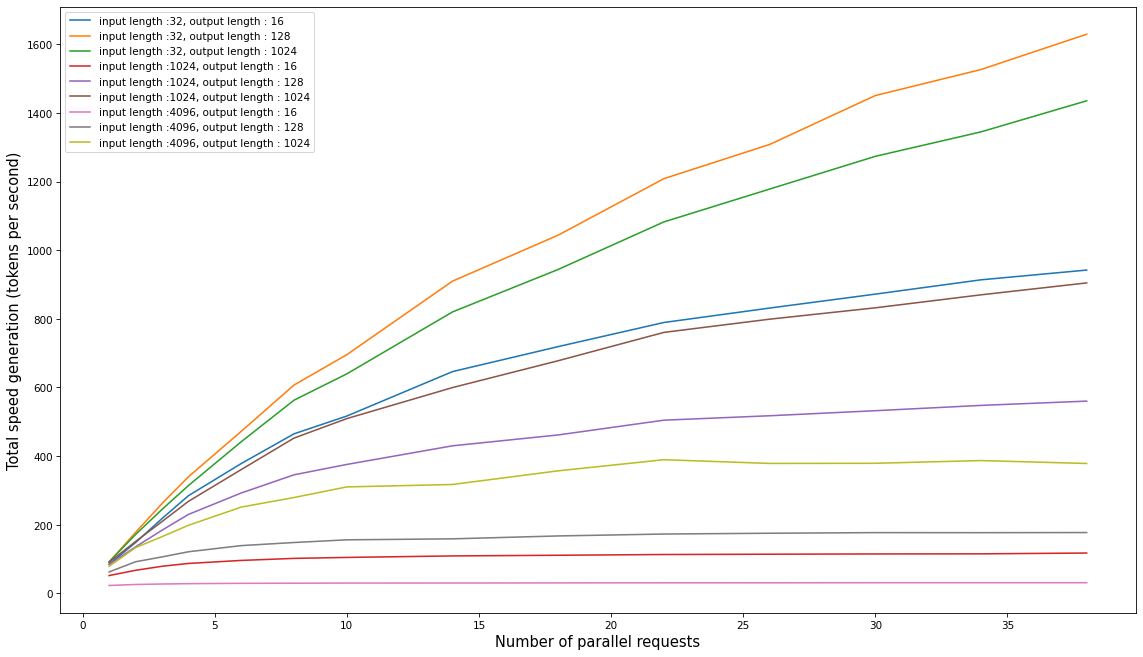 input length :32, output length : 16
input length :32, output length : 128
input length :32, output length : 1024
input length :1024, output length : 16
input length :1024, output length : 128
input length :1024, output length : 1024
input length :4096, output length : 16
input length :4096, output length : 128
input length :4096, output length : 1024
Total speed generation (tokens per second)
1600
1400
1200
1000
800
600
400
200
0
0 5 10 15 20 25 30 35
Number of parallel requests